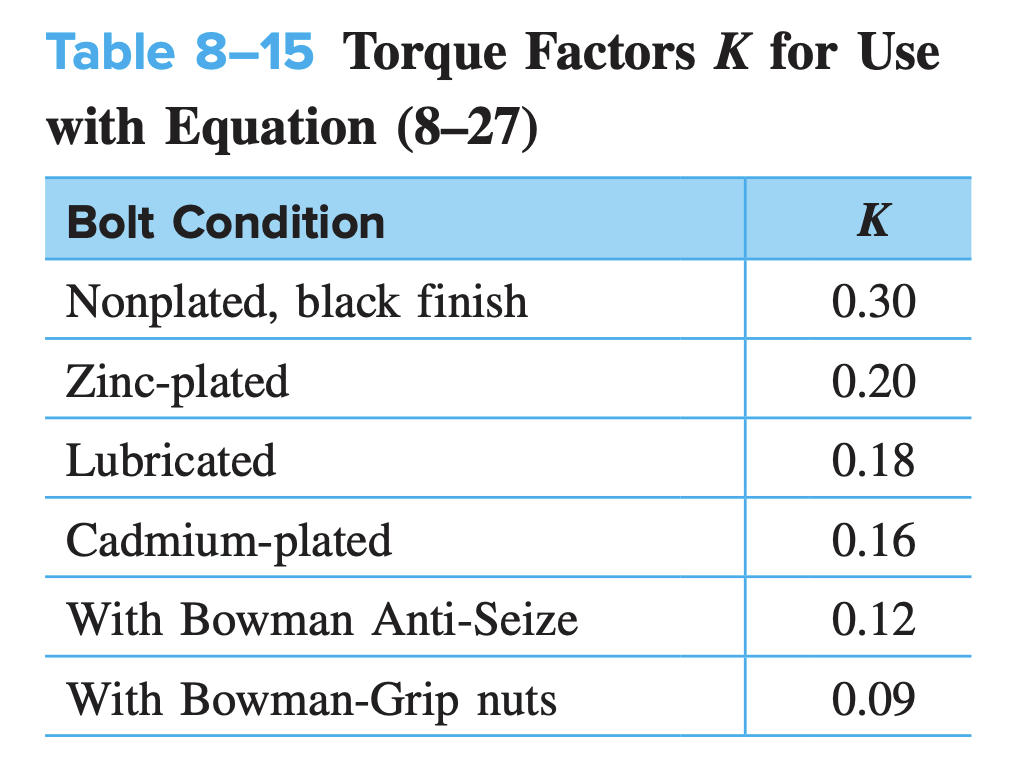 Table 8–15 Torque Factors K for Use
with Equation (8–27)
Bolt Condition K
Nonplated, black finish 0.30
Zinc-plated 0.20
Lubricated 0.18
Cadmium-plated 0.16
With Bowman Anti-Seize 0.12
With Bowman-Grip nuts 0.09